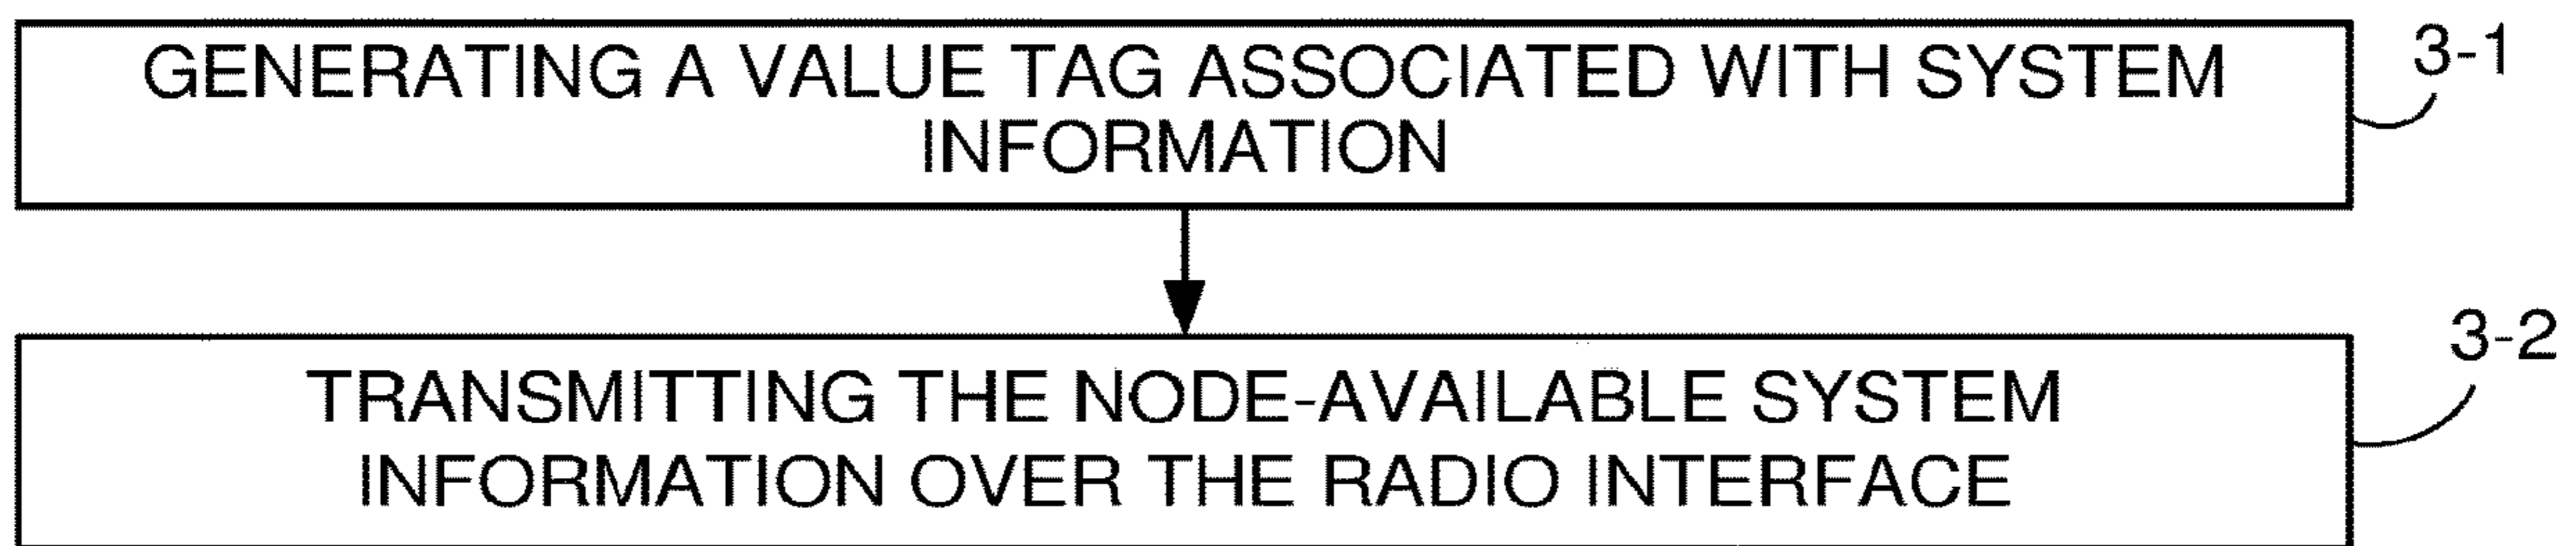 GENERATING A VALUE TAG ASSOCIATED WITH SYSTEM
INFORMATION
3-1
TRANSMITTING THE NODE-AVAILABLE SYSTEM
INFORMATION OVER THE RADIO INTERFACE
3-2